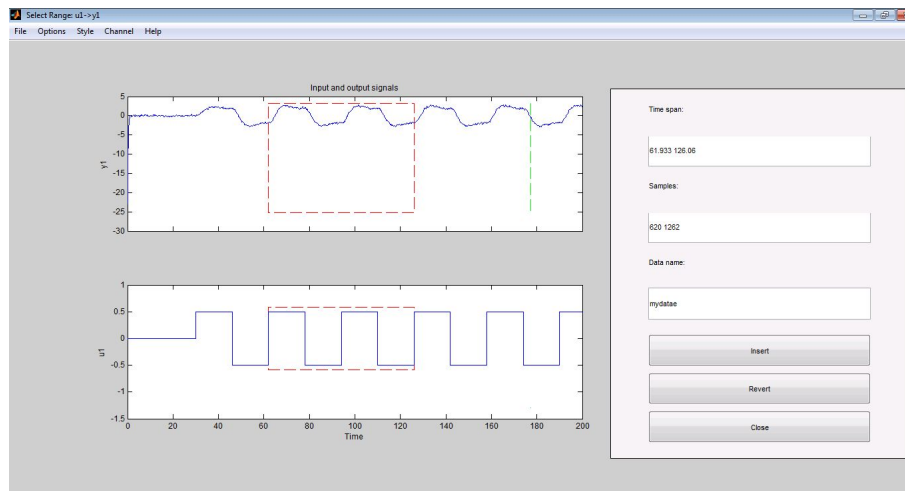 Select Range: u1->y1
File Options Style Channel Help
Input and output signals
5
0
-5
-10
-15
-20
-25
-30
y1
1
0.5
0
-0.5
-1
-1.5
u1
0 20 40 60 80 100 120 140 160 180 200
Time
Time span:
61.933 126.06
Samples:
620 1262
Data name:
mydatae
Insert
Revert
Close